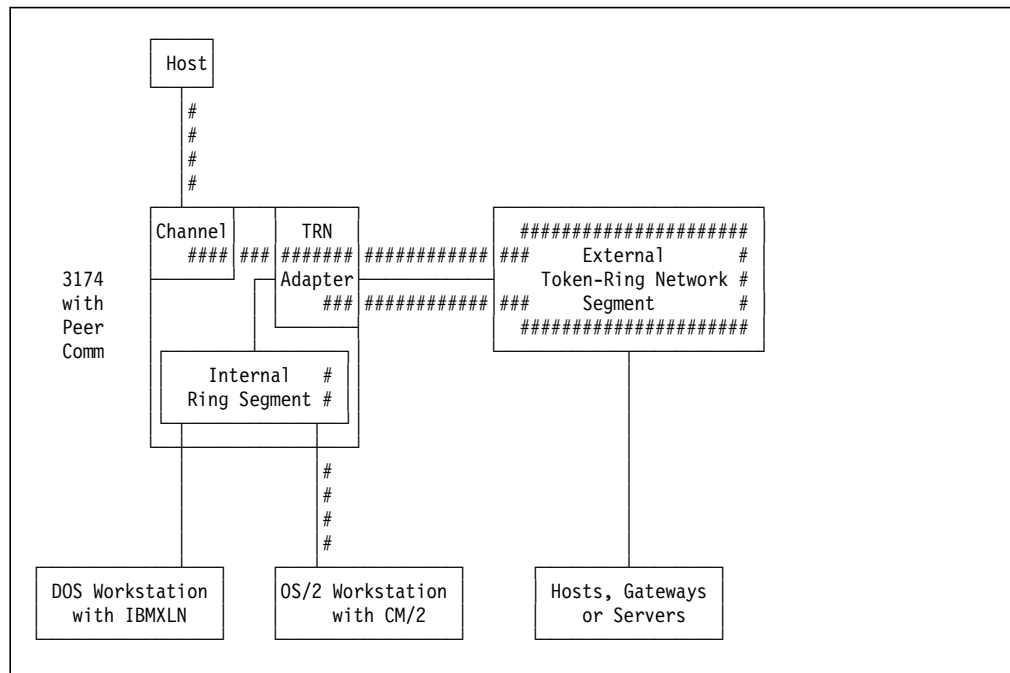 Host
#
#
#
#
Channel TRN
#### ### ####### ############ ### ######################
External #
3174 Adapter Token-Ring Network #
with ### ############ ### Segment #
Peer ######################
Comm
Internal #
Ring Segment #
#
#
#
#
DOS Workstation
with IBMXLN
OS/2 Workstation
with CM/2
Hosts, Gateways
or Servers